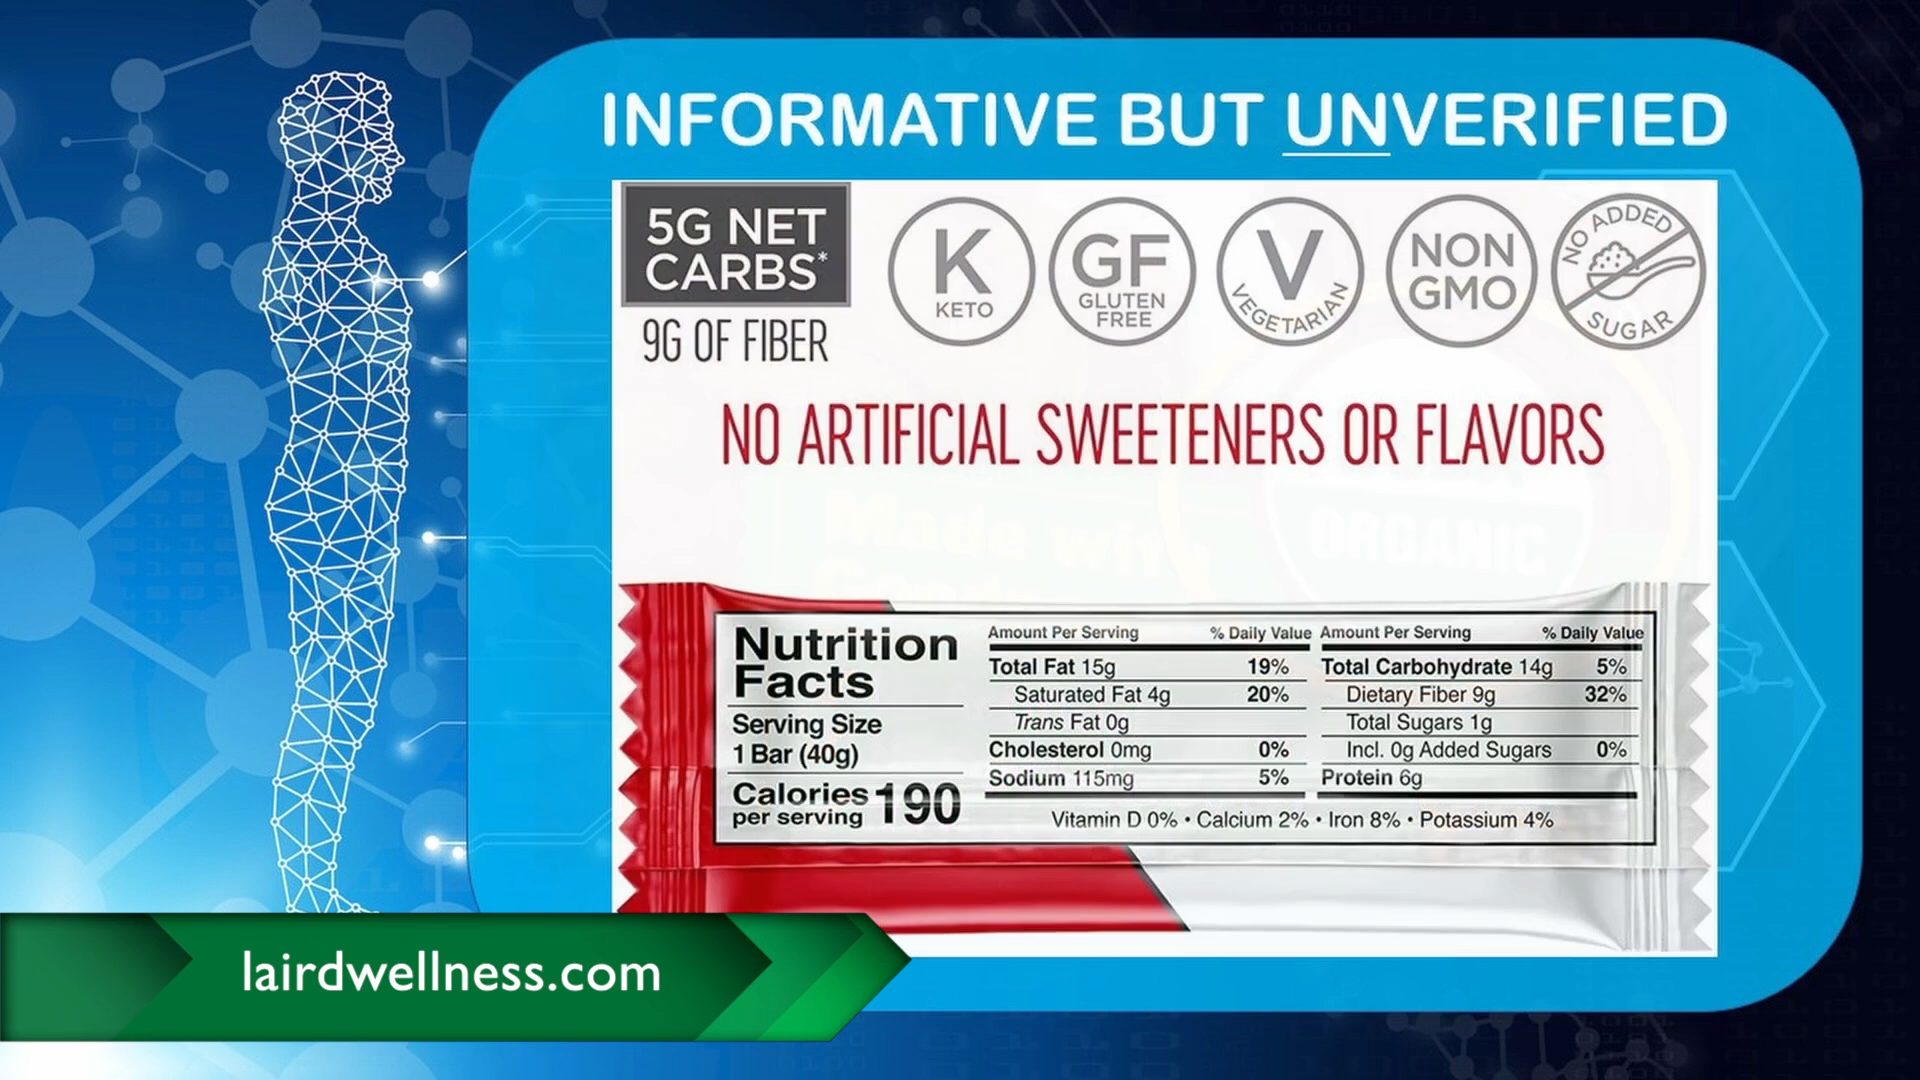 INFORMATIVE BUT UNVERIFIED
5G NET
CARBS*
9G OF FIBER
K
KETO
GF
GLUTEN
FREE
V
VEGETARIAN
NON
GMO
NO ADDED
SUGAR
NO ARTIFICIAL SWEETENERS OR FLAVORS
Made with
ORGANIC
Nutrition
Facts
Serving Size
1 Bar (40g)
Calories
per serving
190
Amount Per Serving % Daily Value
Total Fat 15g 19%
Saturated Fat 4g 20%
Trans Fat 0g
Cholesterol 0mg 0%
Sodium 115mg 5%
Amount Per Serving % Daily Value
Total Carbohydrate 14g 5%
Dietary Fiber 9g 32%
Total Sugars 1g
Incl. 0g Added Sugars 0%
Protein 6g
Vitamin D 0% • Calcium 2% • Iron 8% • Potassium 4%
lairdwellness.com